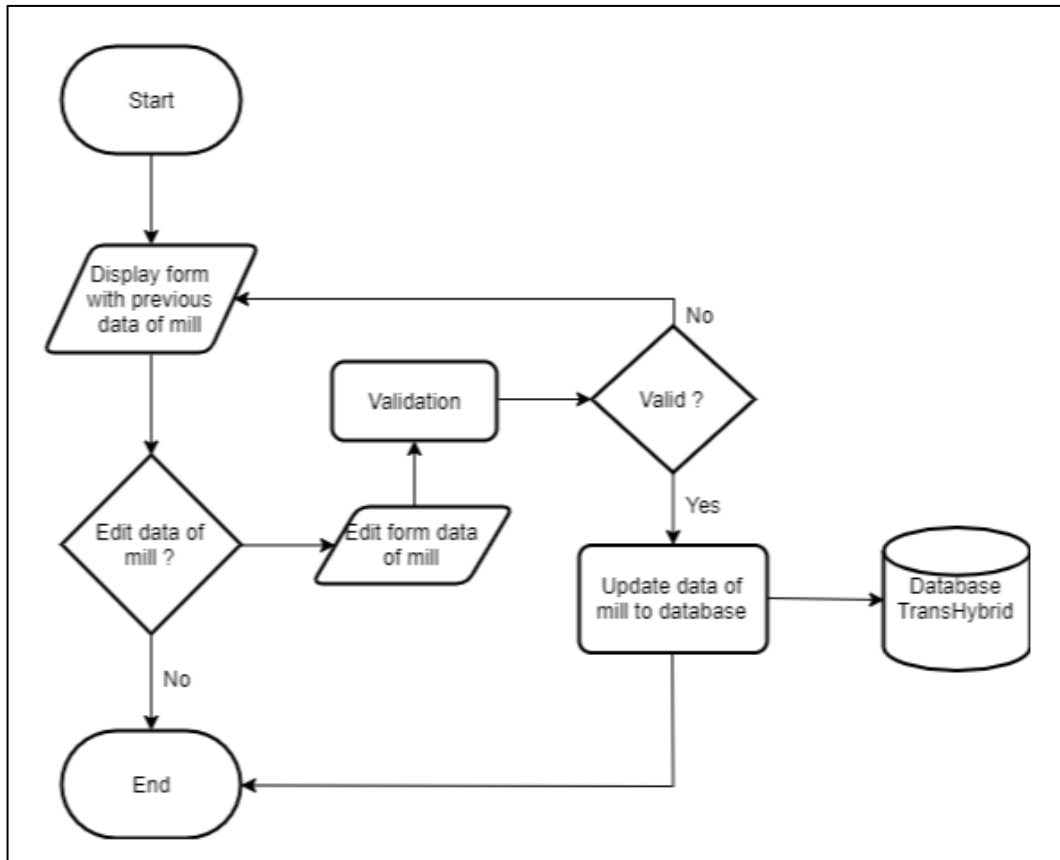 Start
Display form
with previous
data of mill
No
Validation
Valid ?
Yes
Edit data of
mill ?
Edit form data
of mill
Update data of
mill to database
Database
TransHybrid
No
End